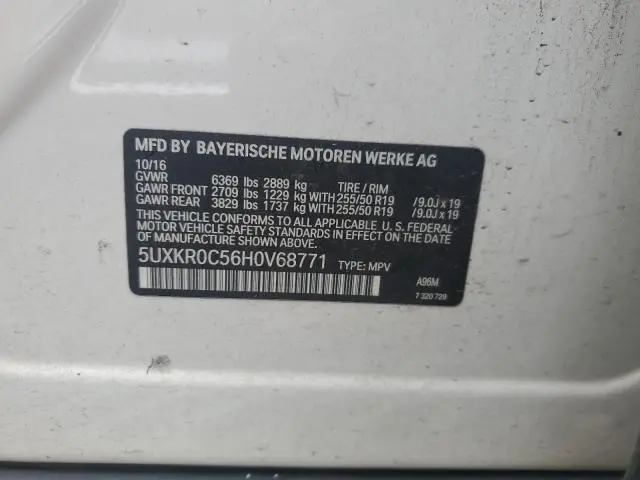 MFD BY BAYERISCHE MOTOREN WERKE AG
10/16
GVWR 6369 lbs 2889 kg TIRE / RIM
GAWR FRONT 2709 lbs 1229 kg WITH 255/50 R19 /9.0J x 19
GAWR REAR 3829 lbs 1737 kg WITH 255/50 R19 /9.0J x 19
THIS VEHICLE CONFORMS TO ALL APPLICABLE U.S. FEDERAL
MOTOR VEHICLE SAFETY STANDARDS IN EFFECT
ON THE DATE OF MANUFACTURE SHOWN ABOVE.
5UXKR0C56H0V68771 TYPE: MPV
A96M
7 320 729